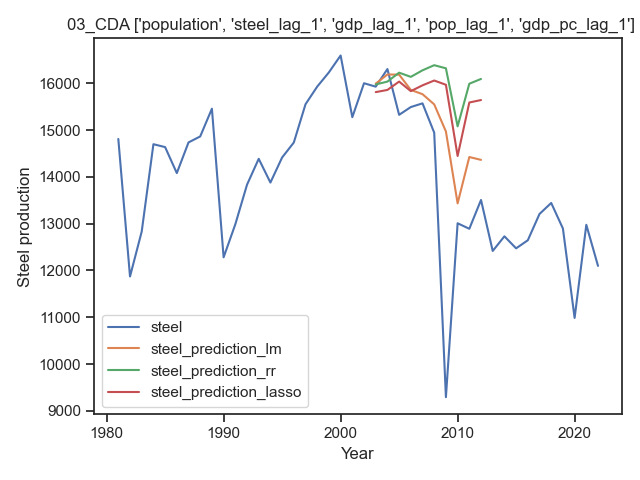 03_CDA ['population', 'steel_lag_1', 'gdp_lag_1', 'pop_lag_1', 'gdp_pc_lag_1']
Steel production
16000
15000
14000
13000
12000
11000
10000
9000
steel
steel_prediction_lm
steel_prediction_rr
steel_prediction_lasso
1980
1990
2000
2010
2020
Year